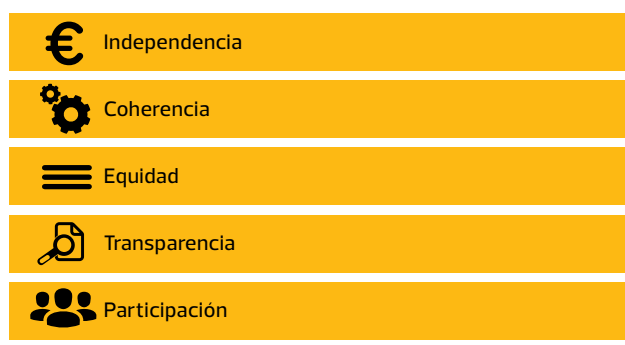 Independencia
Coherencia
Equidad
Transparencia
Participación